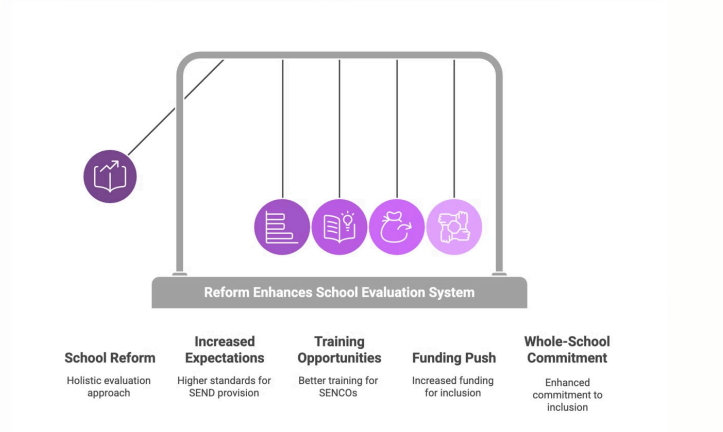 Reform Enhances School Evaluation System
School Reform
Holistic evaluation
approach
Increased
Expectations
Higher standards for
SEND provision
Training
Opportunities
Better training for
SENCOs
Funding Push
Increased funding
for inclusion
Whole-School
Commitment
Enhanced
commitment to
inclusion